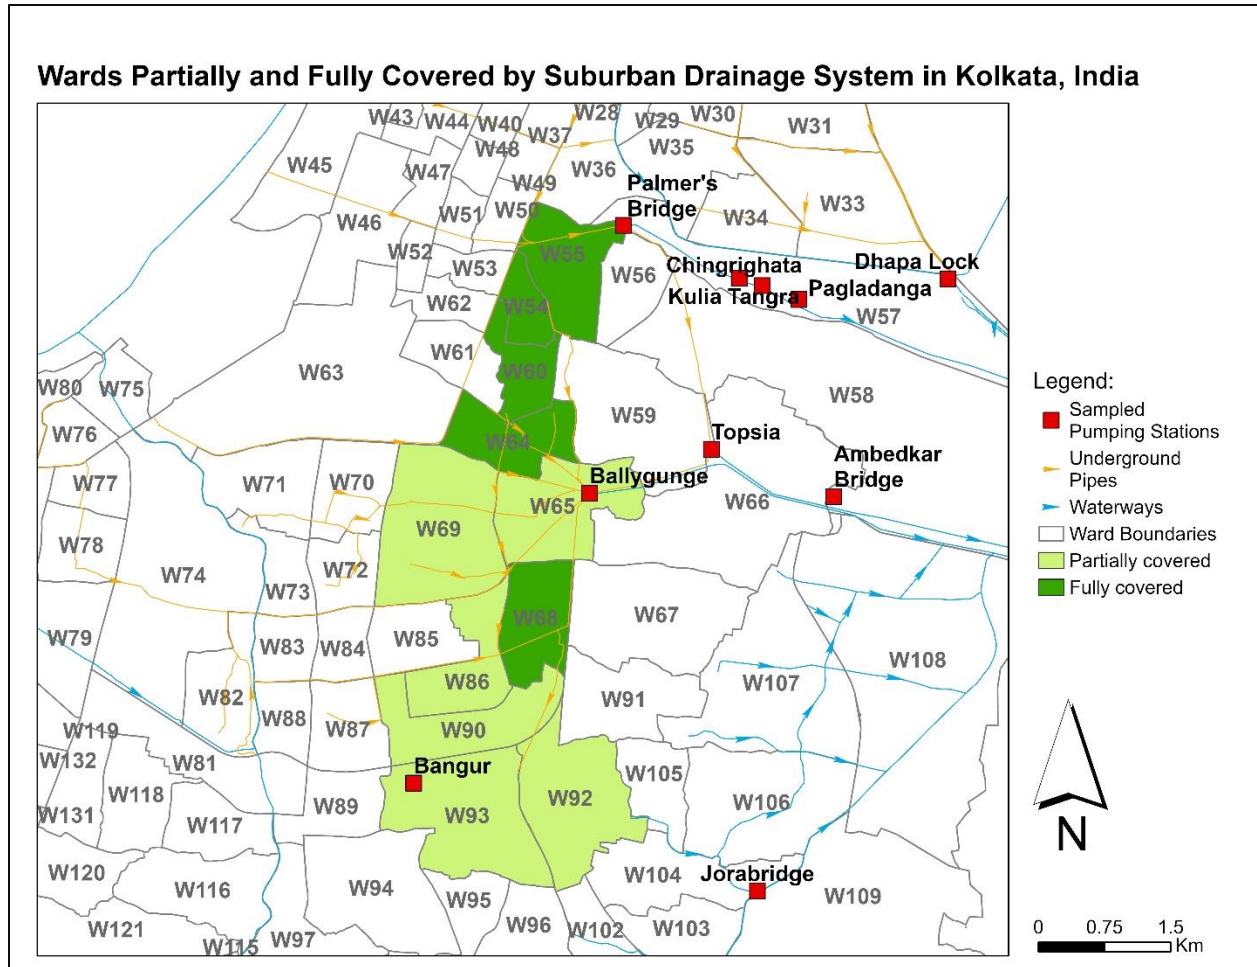 Wards Partially and Fully Covered by Suburban Drainage System in Kolkata, India
W43
W44
W40
W37
W28
W29
W30
W31
W45
W47
W48
W36
W35
W49
Palmer's
Bridge
W46
W51
W50
W34
W33
W52
W53
W55
W56
Chingrighata
Dhapa Lock
Kulia Tangra
Pagladanga
W62
W54
W57
W61
W63
W60
W80
W75
W59
W58
W76
W64
Topsia
Ambedkar
Bridge
W77
W71
W70
Ballygunge
W69
W65
W66
W78
W74
W72
W73
W68
W67
W79
W83
W84
W85
W108
W82
W86
W107
W91
W88
W87
W90
W119
W132
W81
Bangur
W105
W118
W89
W92
W106
W131
W117
W93
W120
W116
W94
W95
W104
Jorabridge
W109
W121
W115
W97
W96
W102
W103
Legend:
Sampled
Pumping Stations
Underground
Pipes
Waterways
Ward Boundaries
Partially covered
Fully covered
N
0 0.75 1.5
Km